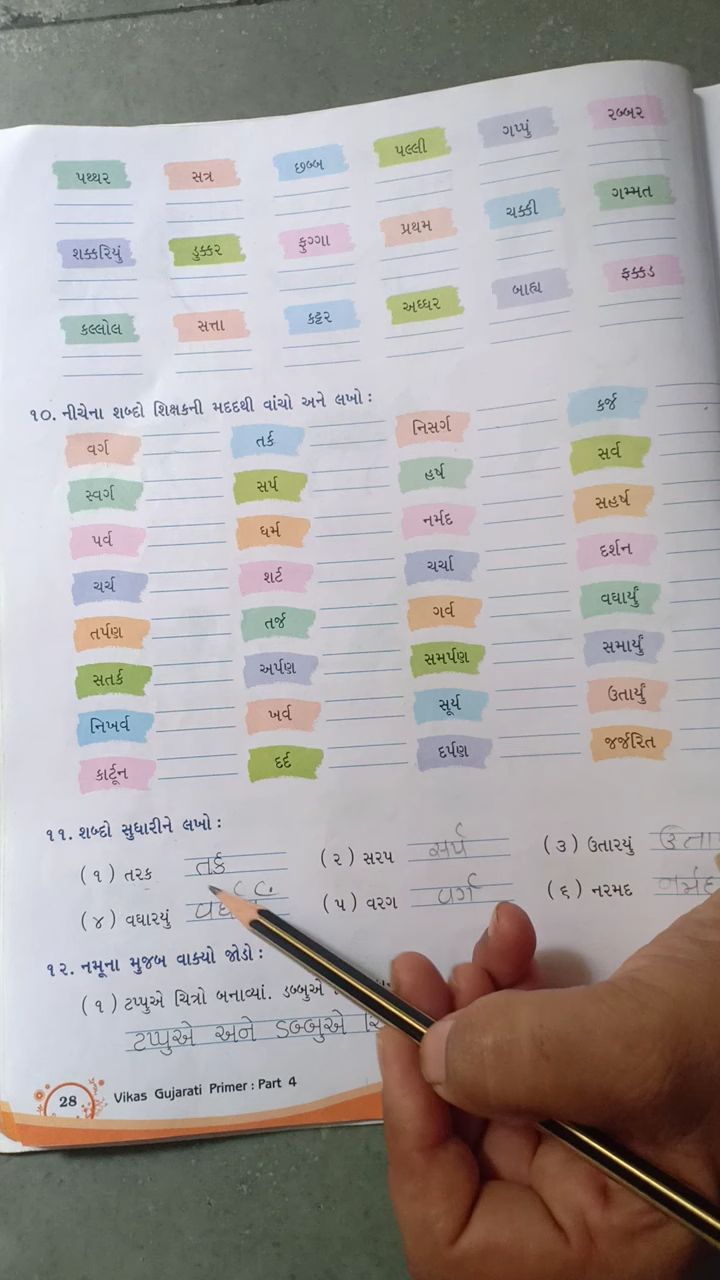 પથ્થર સત્ર છબ્બ પલ્લી ગપ્પું રબ્બર
શક્કરિયું ડુક્કર ફુગ્ગા પ્રથમ ચક્કી ગમ્મત
કલ્લોલ સત્તા કટ્ટર અધ્ધર બાહ્ય ફક્કડ
૧૦. નીચેના શબ્દો શિક્ષકની મદદથી વાંચો અને લખો :
વર્ગ તર્ક નિસર્ગ કર્જ
સ્વર્ગ સર્પ હર્ષ સર્વ
પર્વ ધર્મ નર્મદ સહર્ષ
ચર્ચ શર્ટ ચર્ચા દર્શન
તર્પણ તર્જ ગર્વ વઘાર્યું
સતર્ક અર્પણ સમર્પણ સમાર્યું
નિખર્વ ખર્વ સૂર્ય ઉતાર્યું
કાર્ટૂન દર્દ દર્પણ જર્જરિત
૧૧. શબ્દો સુધારીને લખો :
(૧) તરક તર્ક (૨) સરપ સર્પ (૩) ઉતારયું ઉતા
(૪) વઘારયું (૫) વરગ વર્ગ (૬) નરમદ નર્મદ
૧૨. નમૂના મુજબ વાક્યો જોડો :
(૧) ટપ્પુએ ચિત્રો બનાવ્યાં. ડબ્બુએ
ટપ્પુએ અને ડબ્બુએ
28 Vikas Gujarati Primer : Part 4